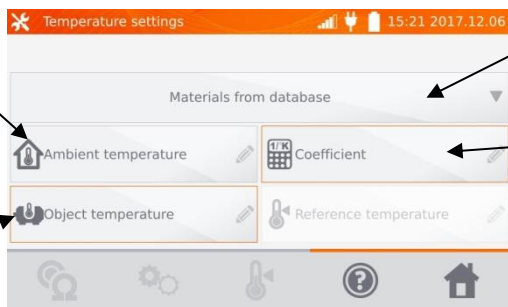 Temperature settings
15:21 2017.12.06
Materials from database
Ambient temperature
1/°K
Coefficient
Object temperature
Reference temperature
?